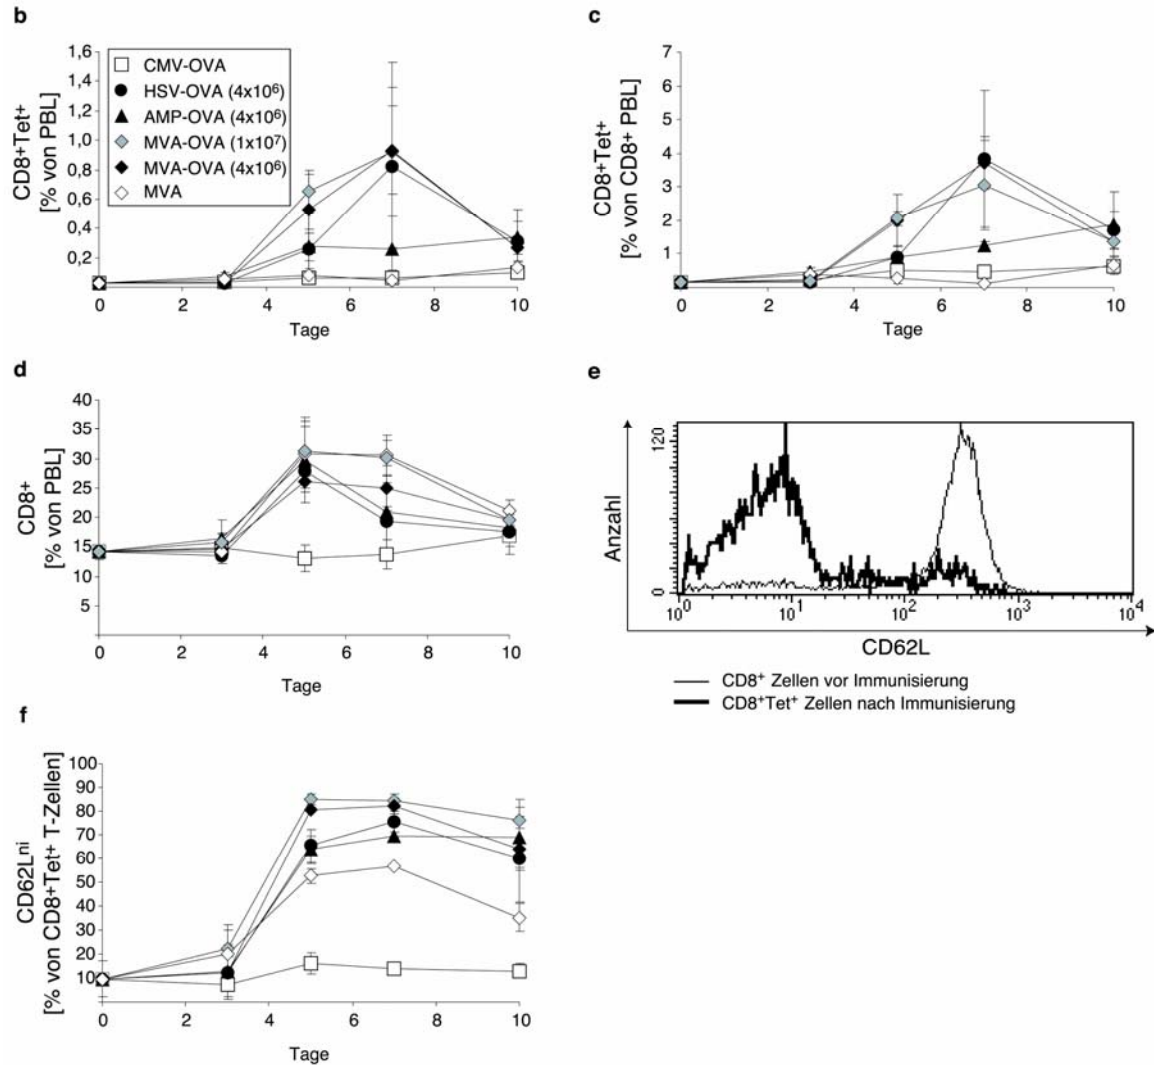 b
1,6
1,4
1,2
1,0
0,8
0,6
0,4
0,2
CD8+Tet+
[% von PBL]
CMV-OVA
HSV-OVA (4x10⁶)
AMP-OVA (4x10⁶)
MVA-OVA (1x10⁷)
MVA-OVA (4x10⁶)
MVA
0 2 4 6 8 10
Tage
c
7
6
5
4
3
2
1
CD8+Tet+
[% von CD8+ PBL]
0 2 4 6 8 10
Tage
d
40
35
30
25
20
15
10
5
CD8+
[% von PBL]
0 2 4 6 8 10
Tage
e
120
0
Anzahl
10⁰ 10¹ 10² 10³ 10⁴
CD62L
CD8⁺ Zellen vor Immunisierung
CD8⁺Tet⁺ Zellen nach Immunisierung
f
100
90
80
70
60
50
40
30
20
10
CD62Lⁿⁱ
[% von CD8+Tet+ T-Zellen]
0 2 4 6 8 10
Tage